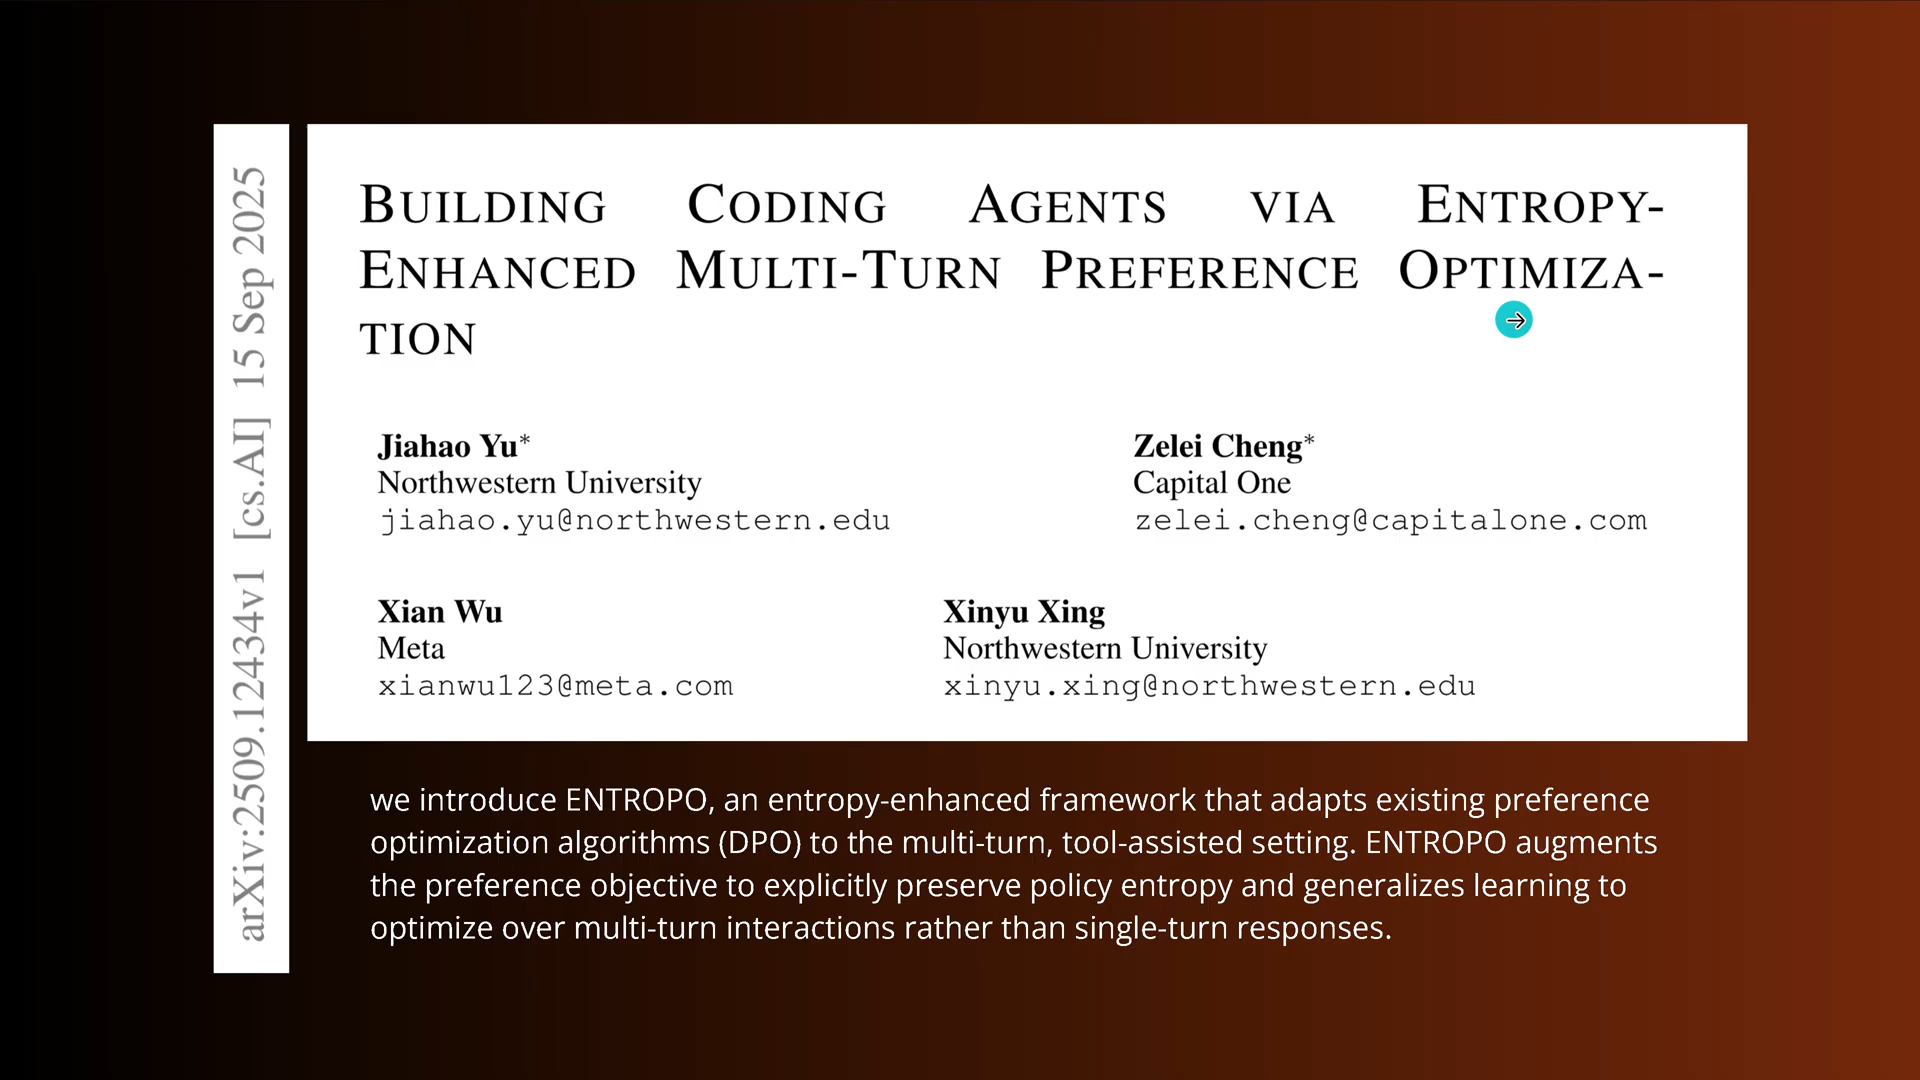 arXiv:2509.12434v1 [cs.AI] 15 Sep 2025
BUILDING CODING AGENTS VIA ENTROPY-
ENHANCED MULTI-TURN PREFERENCE OPTIMIZA-
TION
Jiahao Yu*
Northwestern University
jiahao.yu@northwestern.edu
Zelei Cheng*
Capital One
zelei.cheng@capitalone.com
Xian Wu
Meta
xianwu123@meta.com
Xinyu Xing
Northwestern University
xinyu.xing@northwestern.edu
we introduce ENTROPO, an entropy-enhanced framework that adapts existing preference
optimization algorithms (DPO) to the multi-turn, tool-assisted setting. ENTROPO augments
the preference objective to explicitly preserve policy entropy and generalizes learning to
optimize over multi-turn interactions rather than single-turn responses.